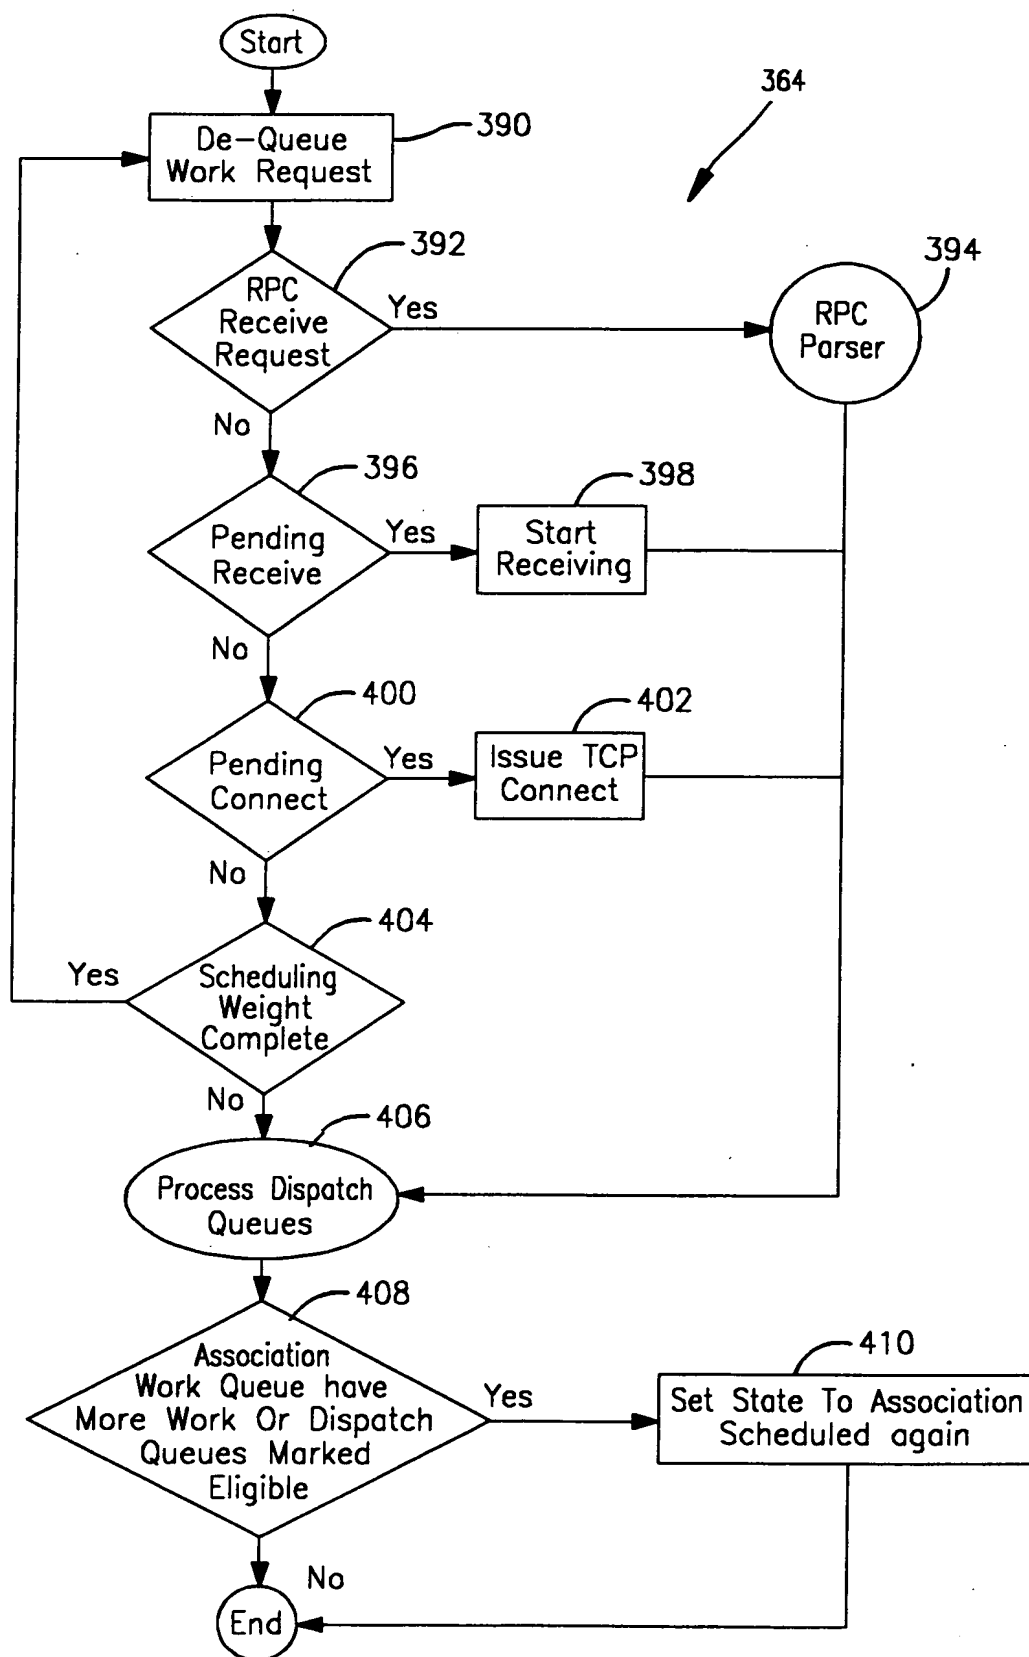 Start
364
De-Queue
Work Request
390
392
RPC
Receive
Request
Yes
394
RPC
Parser
No
396
Pending
Receive
Yes
398
Start
Receiving
No
400
Pending
Connect
Yes
402
Issue TCP
Connect
No
404
Scheduling
Weight
Complete
Yes
No
406
Process Dispatch
Queues
408
Association
Work Queue have
More Work Or Dispatch
Queues Marked
Eligible
Yes
410
Set State To Association
Scheduled again
No
End